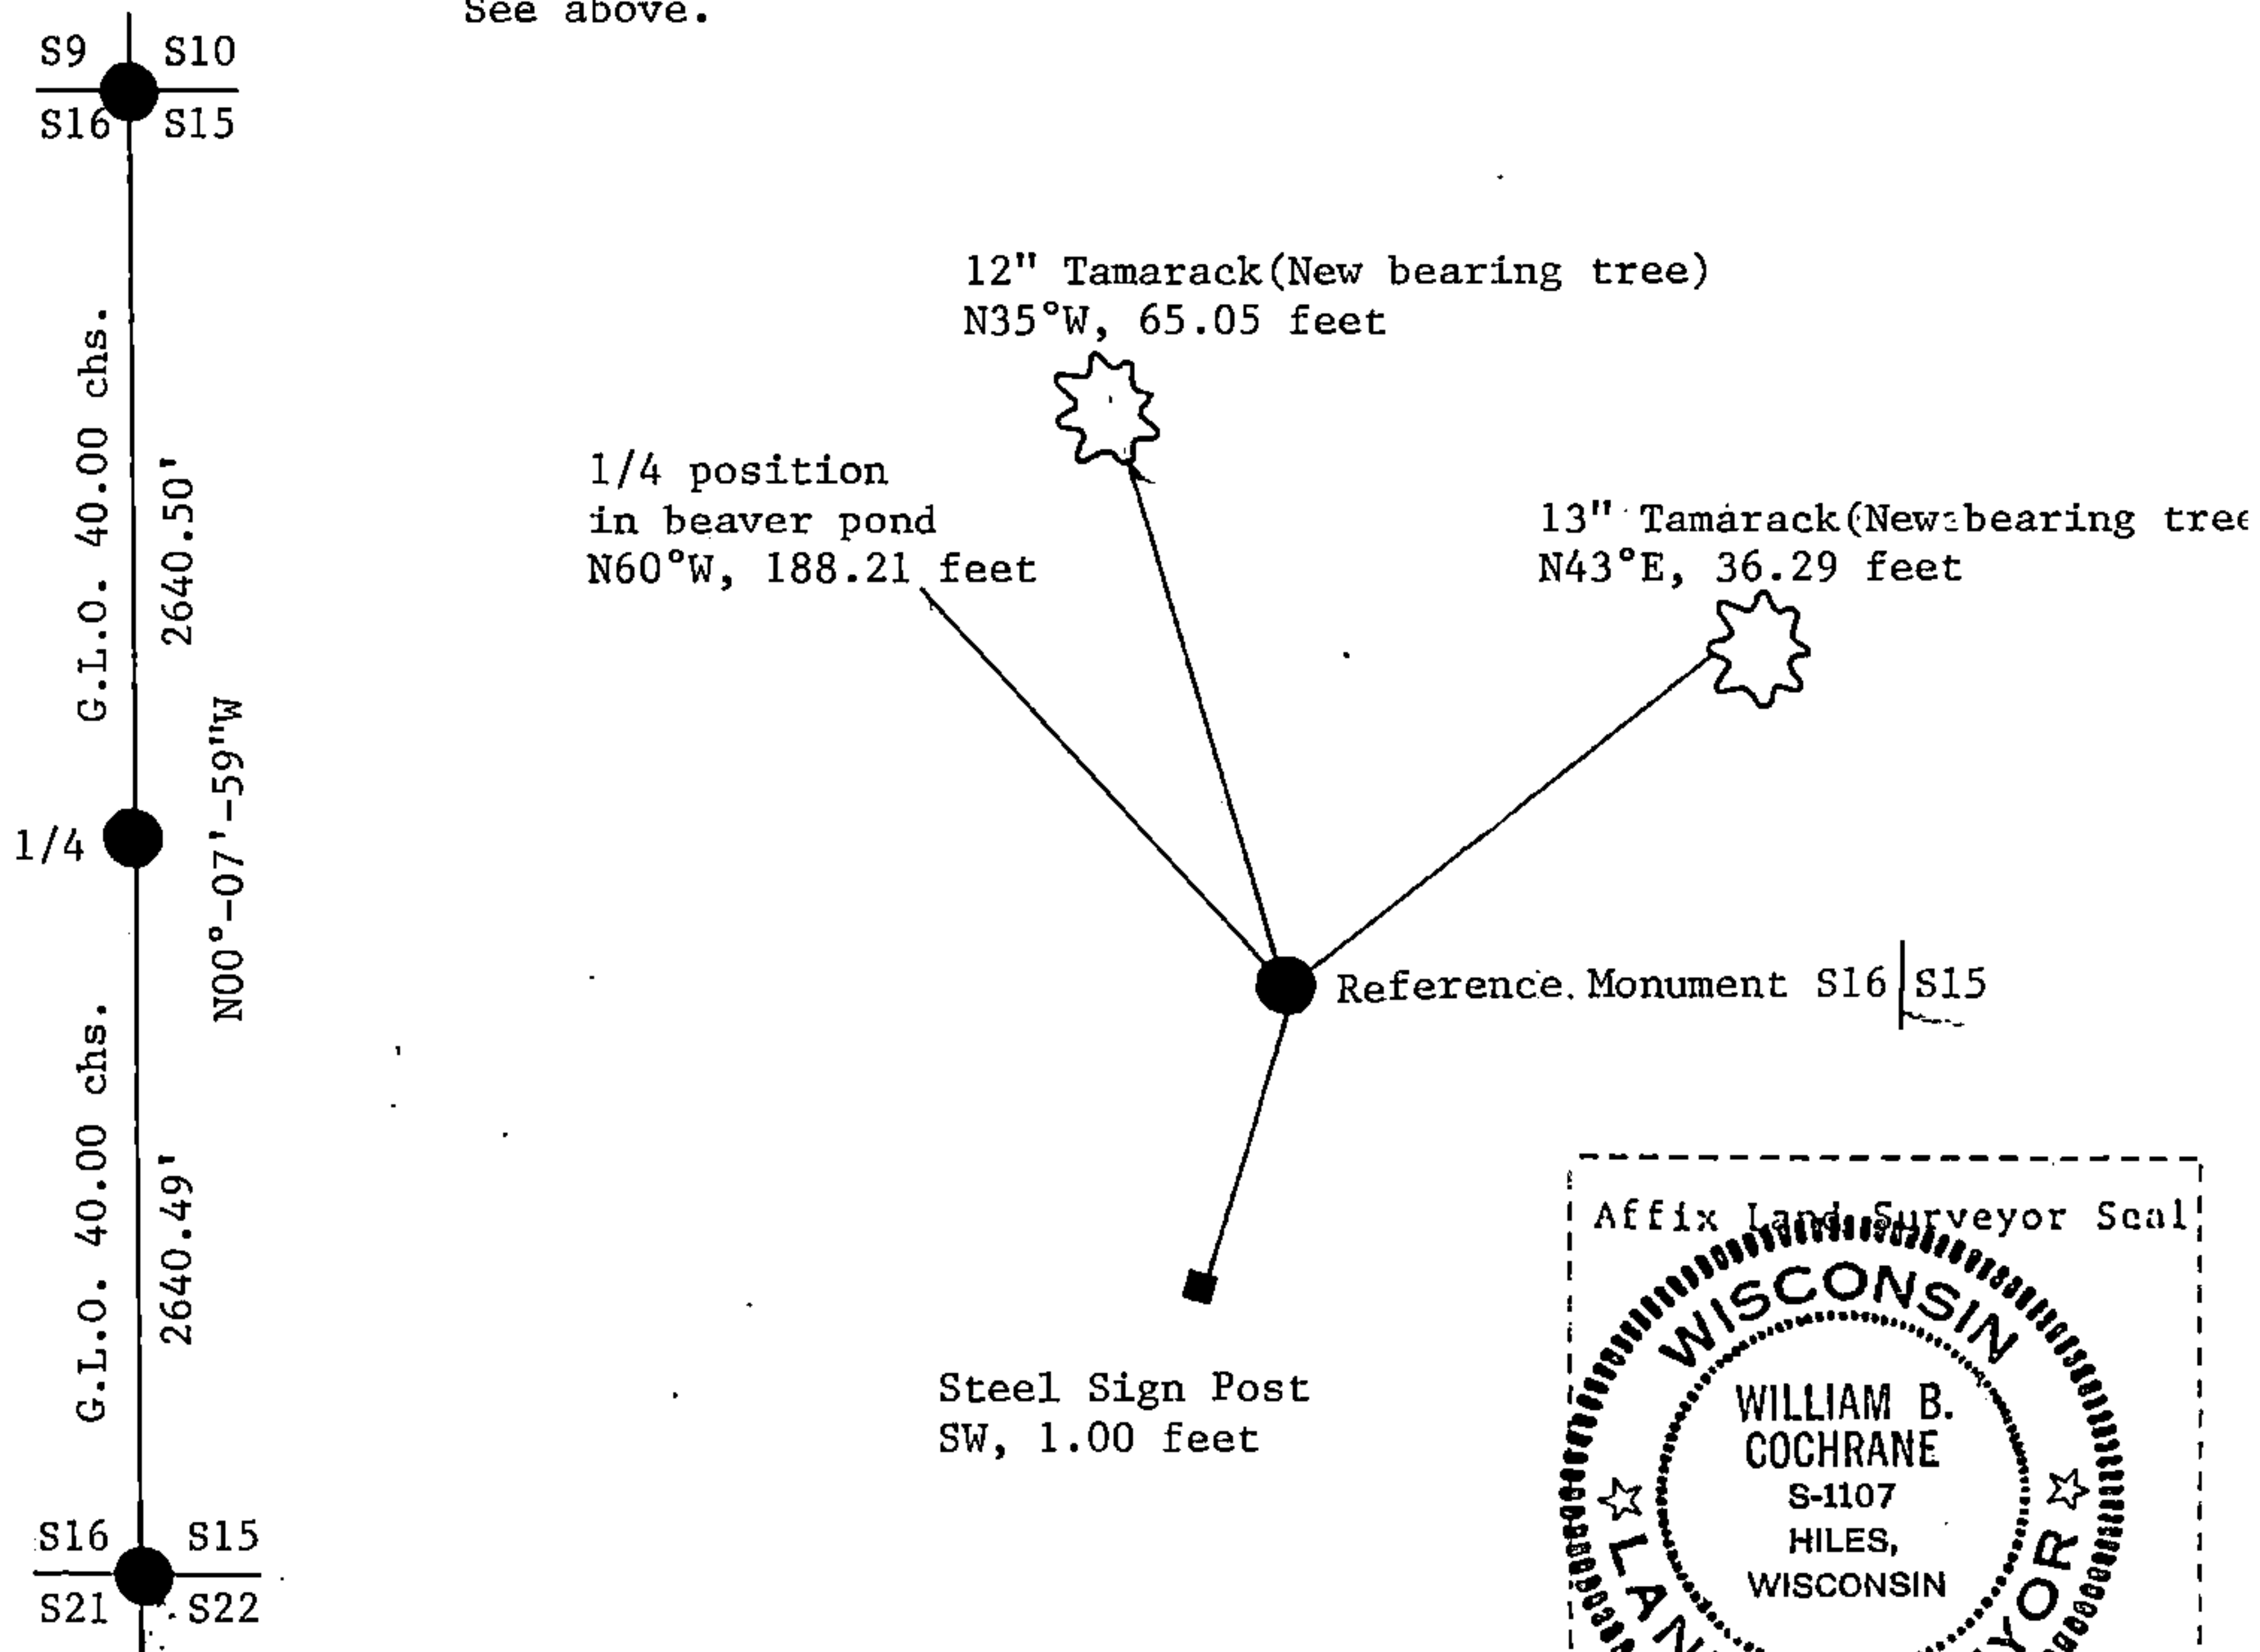 See above.
S9 S10
S16 S15
G.L.O. 40.00 chs.
2640.50'
1/4
N00°-07'-59"W
G.L.O. 40.00 chs.
2640.49'
S16 S15
S21 S22
12" Tamarack(New bearing tree)
N35°W, 65.05 feet
1/4 position
in beaver pond
N60°W, 188.21 feet
13" Tamarack(New bearing tree
N43°E, 36.29 feet
Reference Monument S16 S15
Steel Sign Post
SW, 1.00 feet
Affix Land Surveyor Seal
WISCONSIN
WILLIAM B.
COCHRANE
S-1107
HILES,
WISCONSIN